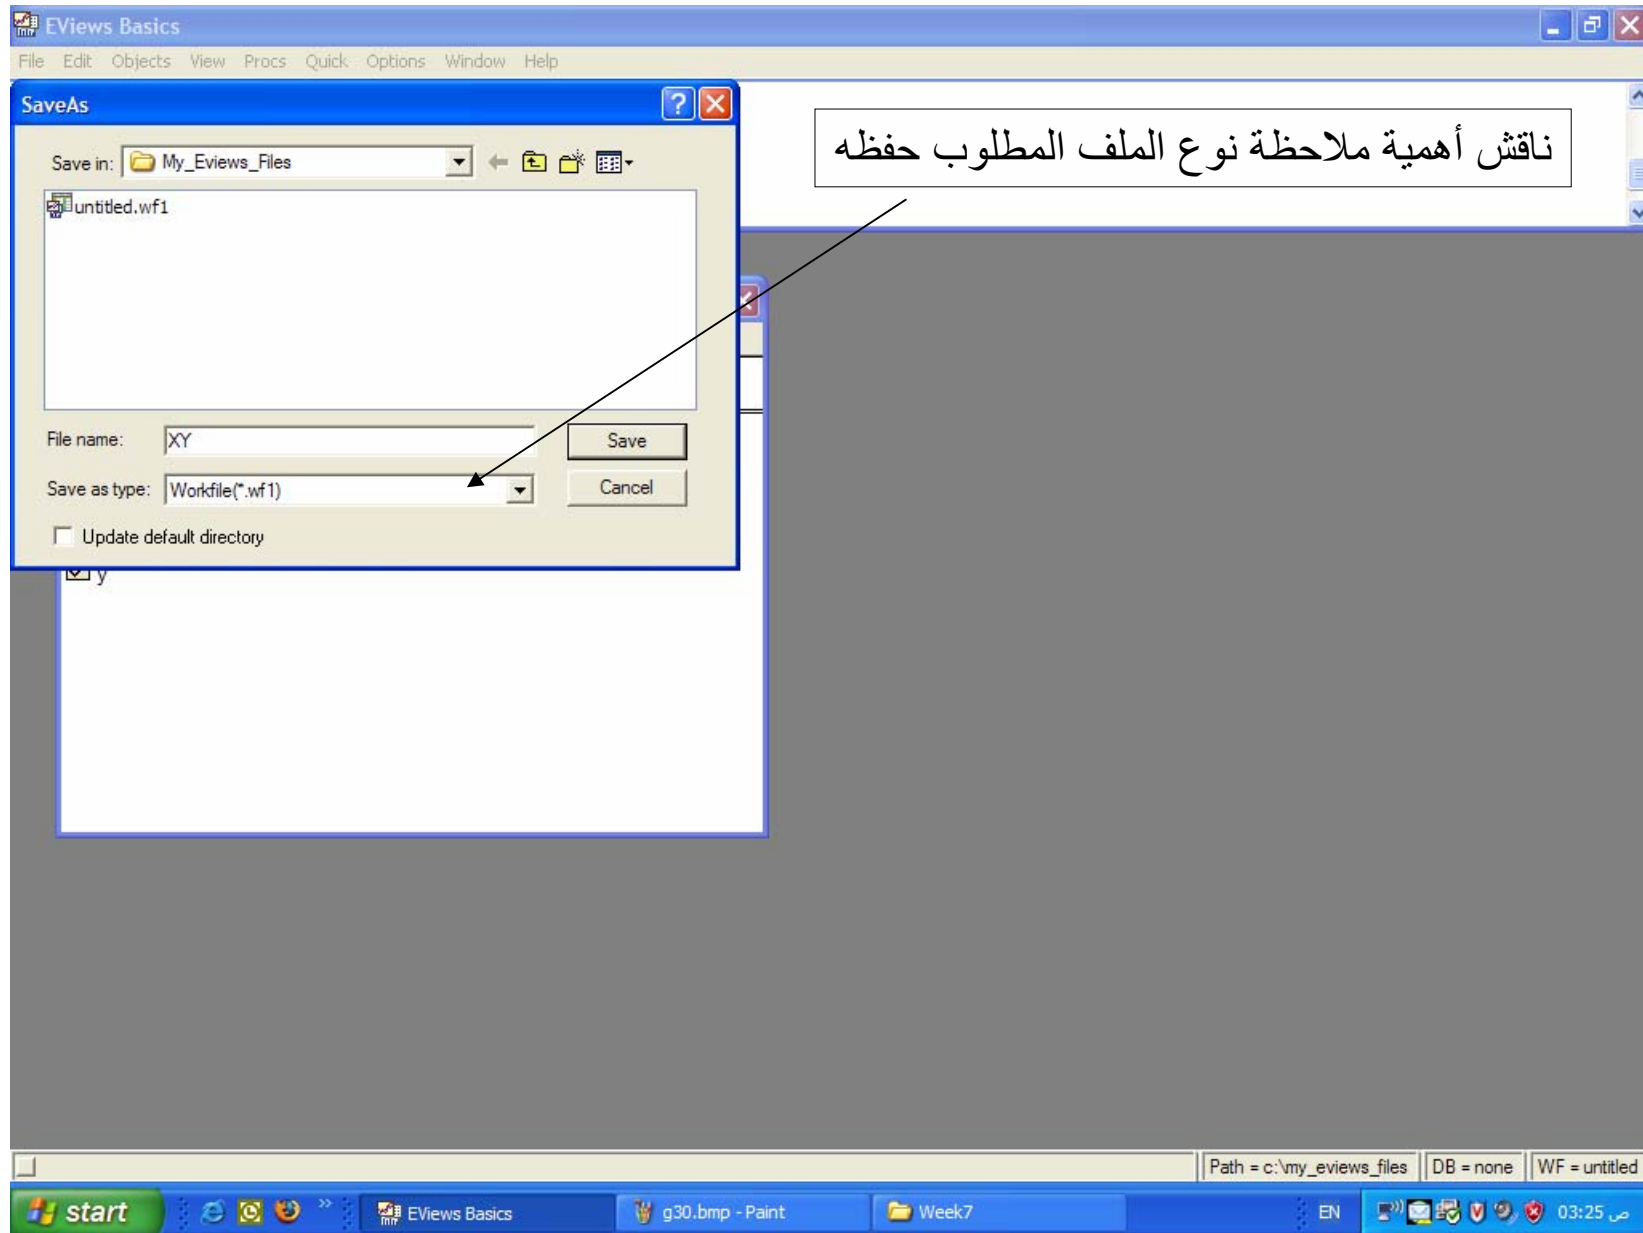 EViews Basics
File Edit Objects View Procs Quick Options Window Help
SaveAs
ناقش أهمية ملاحظة نوع الملف المطلوب حفظه
Save in: My_Eviews_Files
untitled.wf1
File name: XY
Save
Save as type: Workfile(*.wf1)
Cancel
Update default directory
y
Path = c:\my_eviews_files DB = none WF = untitled
start EViews Basics g30.bmp - Paint Week7 EN 03:25 ص